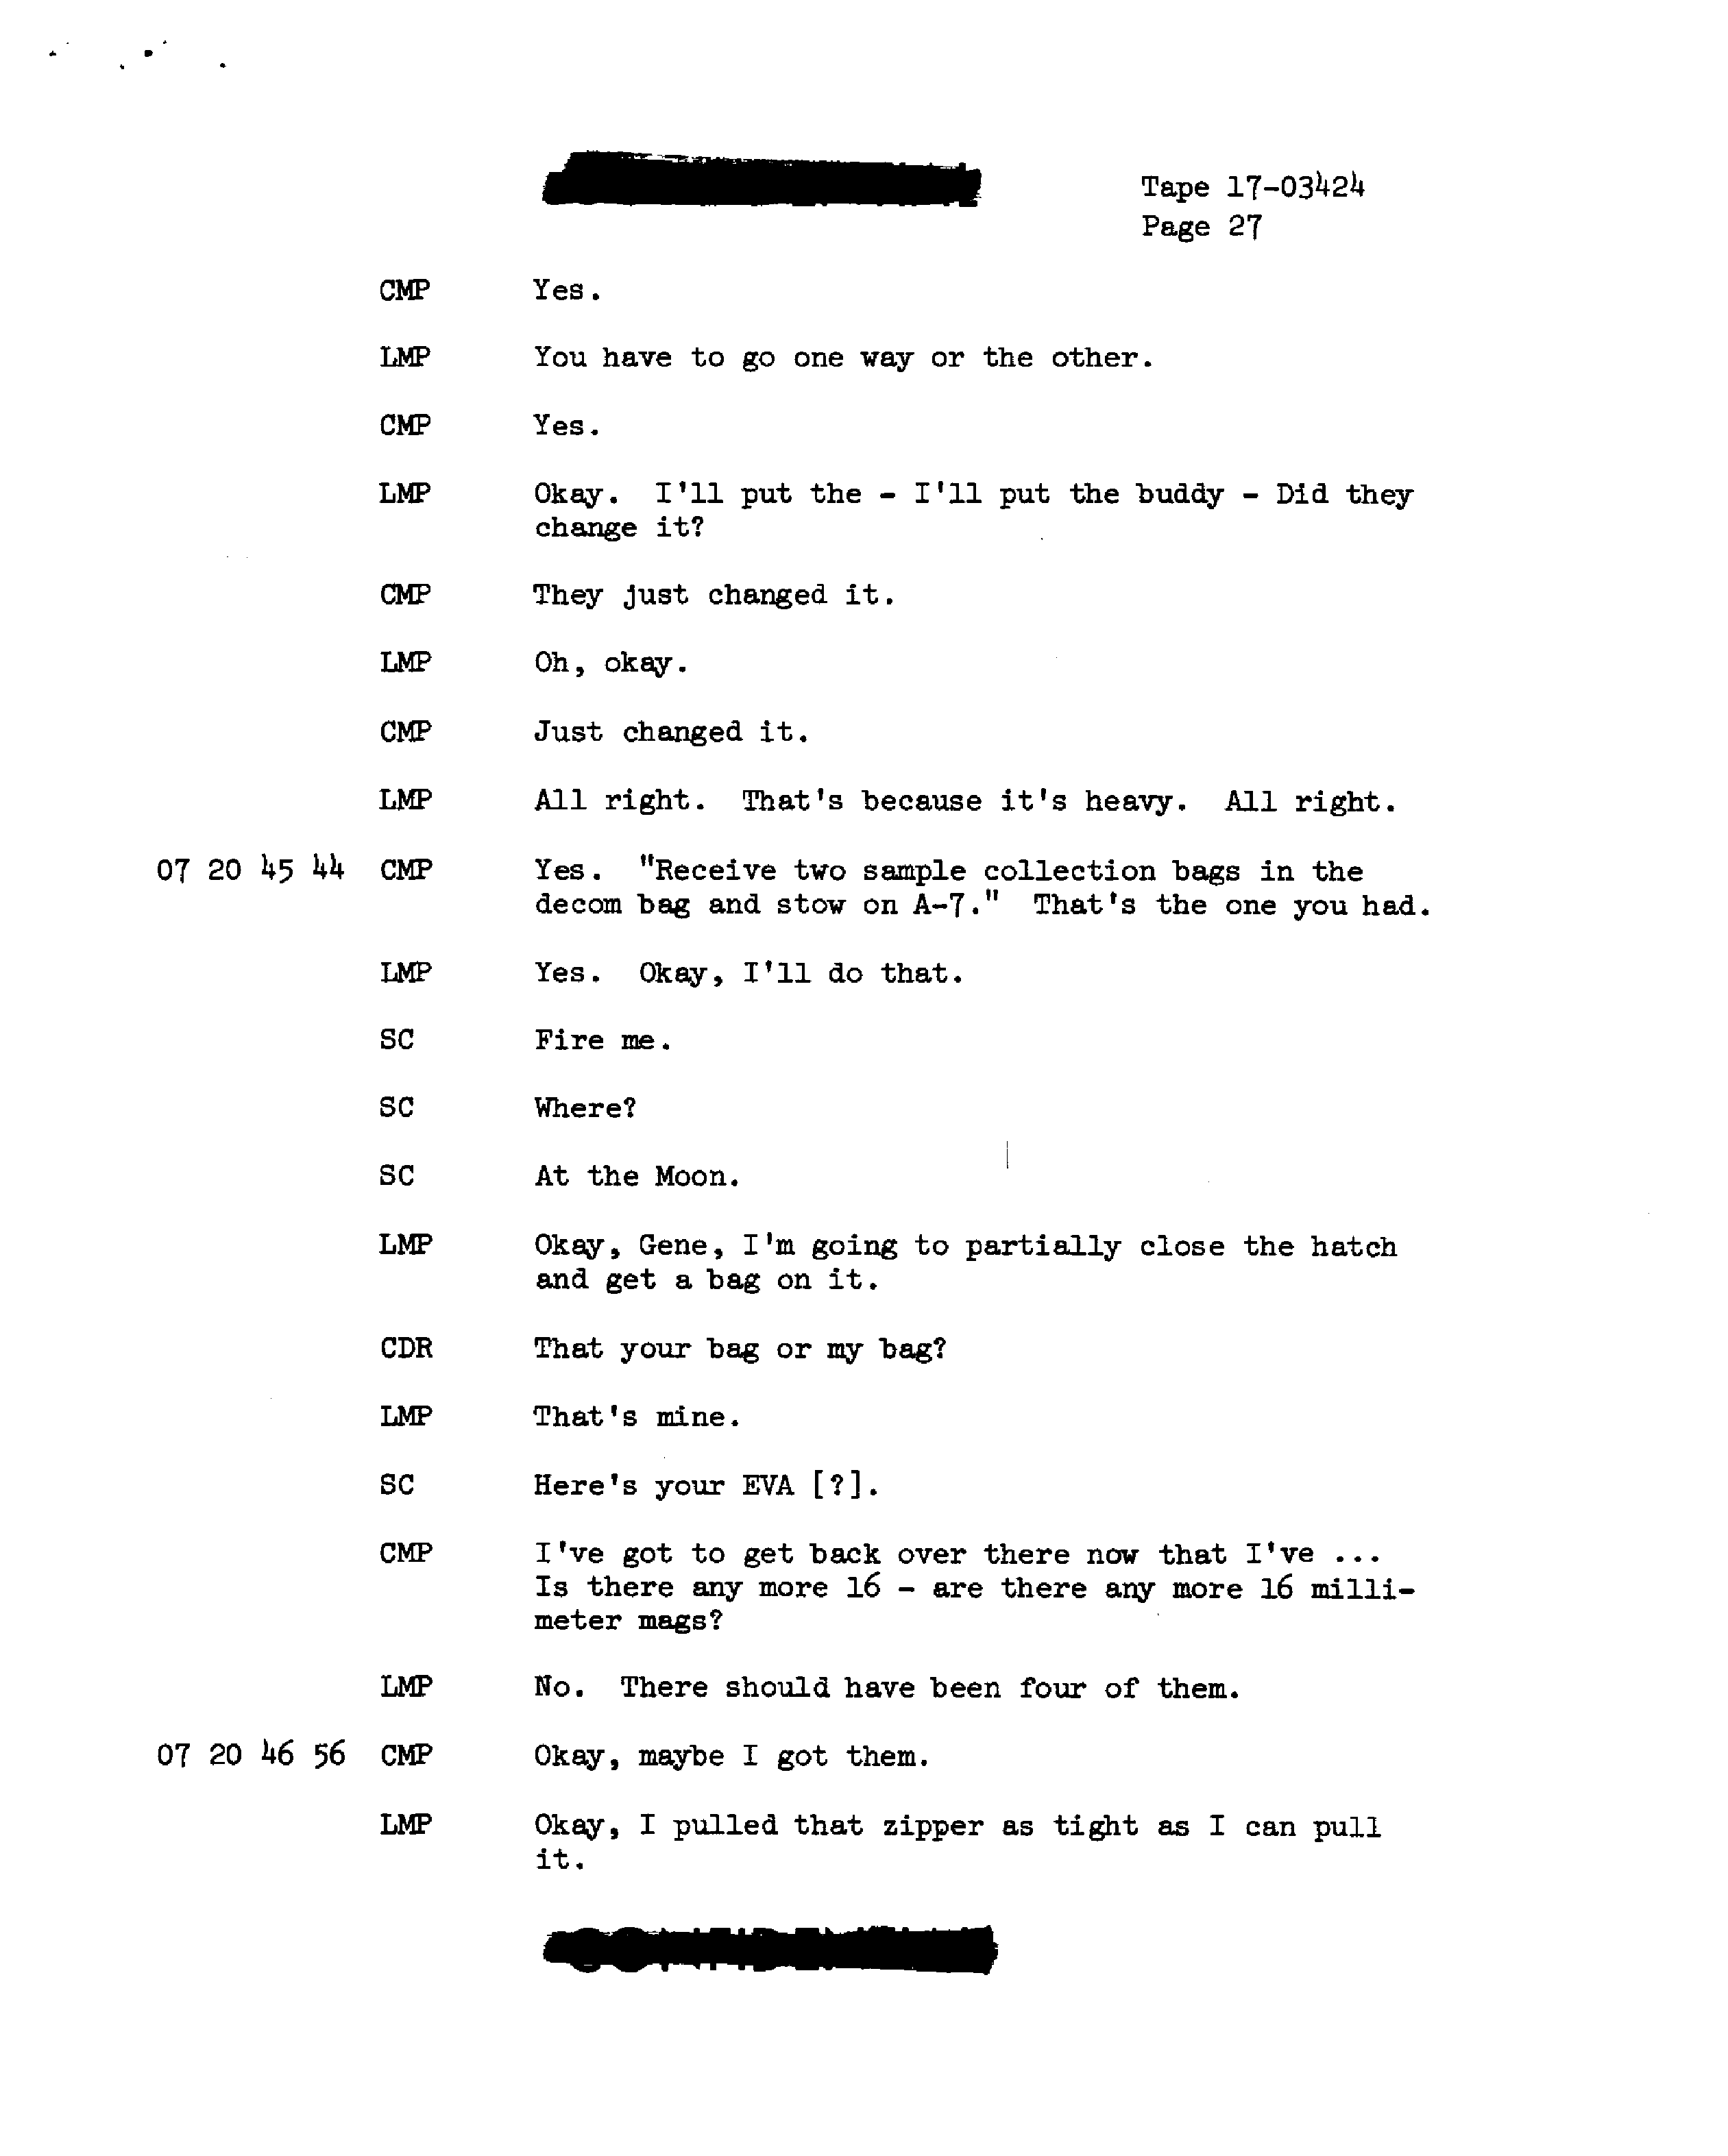 Tape 17-03424
Page 27
CMP Yes.
LMP You have to go one way or the other.
CMP Yes.
LMP Okay. I'll put the - I'll put the buddy - Did they
change it?
CMP They just changed it.
LMP Oh, okay.
CMP Just changed it.
LMP All right. That's because it's heavy. All right.
07 20 45 44 CMP Yes. "Receive two sample collection bags in the
decom bag and stow on A-7." That's the one you had.
LMP Yes. Okay, I'll do that.
SC Fire me.
SC Where?
SC At the Moon.
LMP Okay, Gene, I'm going to partially close the hatch
and get a bag on it.
CDR That your bag or my bag?
LMP That's mine.
SC Here's your EVA [?].
CMP I've got to get back over there now that I've ...
Is there any more 16 - are there any more 16 milli-
meter mags?
LMP No. There should have been four of them.
07 20 46 56 CMP Okay, maybe I got them.
LMP Okay, I pulled that zipper as tight as I can pull
it.